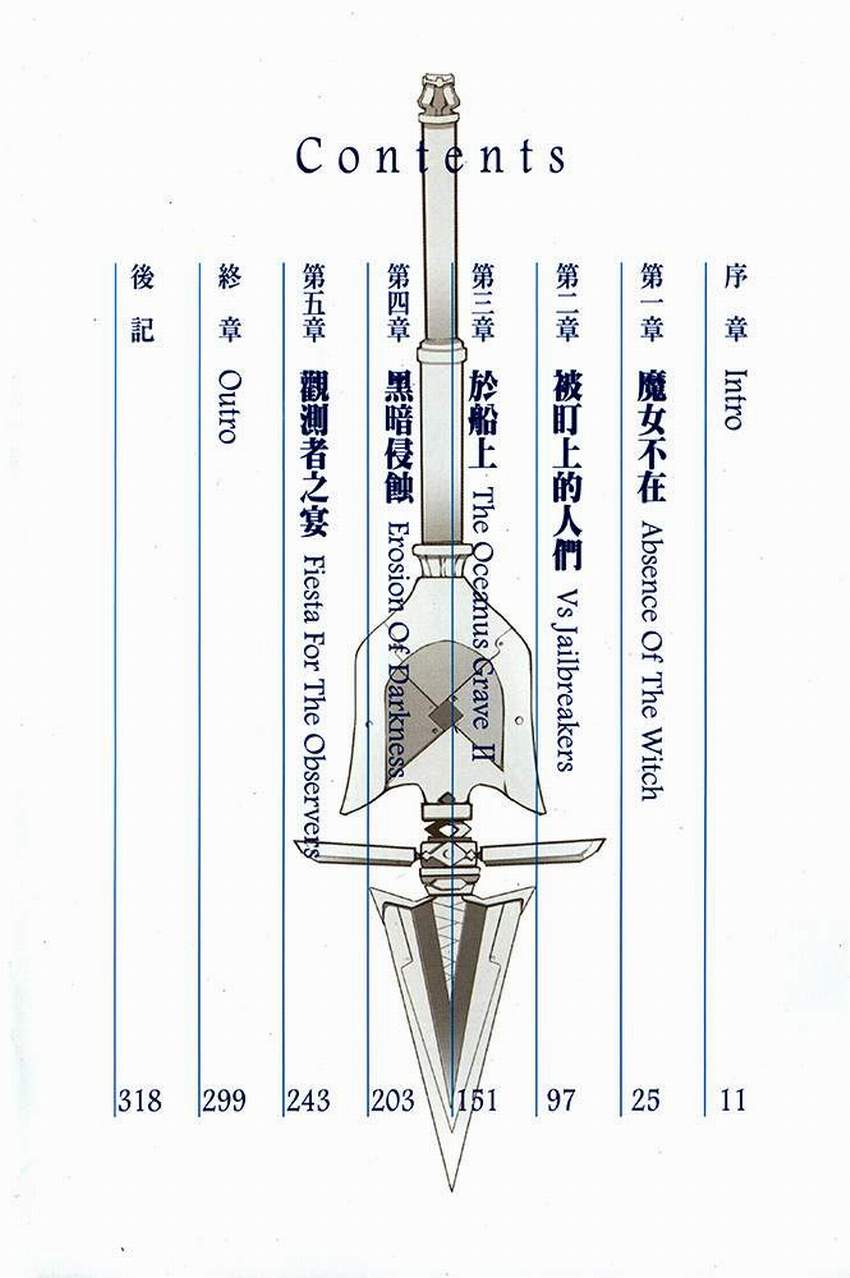 Contents
序章 Intro 11
第一章 魔女不在 Absence Of The Witch 25
第二章 被盯上的人們 Vs Jailbreakers 97
第三章 於船上 The Oceanus Grave II 151
第四章 黑暗侵蝕 Erosion Of Darkness 203
第五章 觀測者之宴 Fiesta For The Observers 243
終章 Outro 299
後記 318